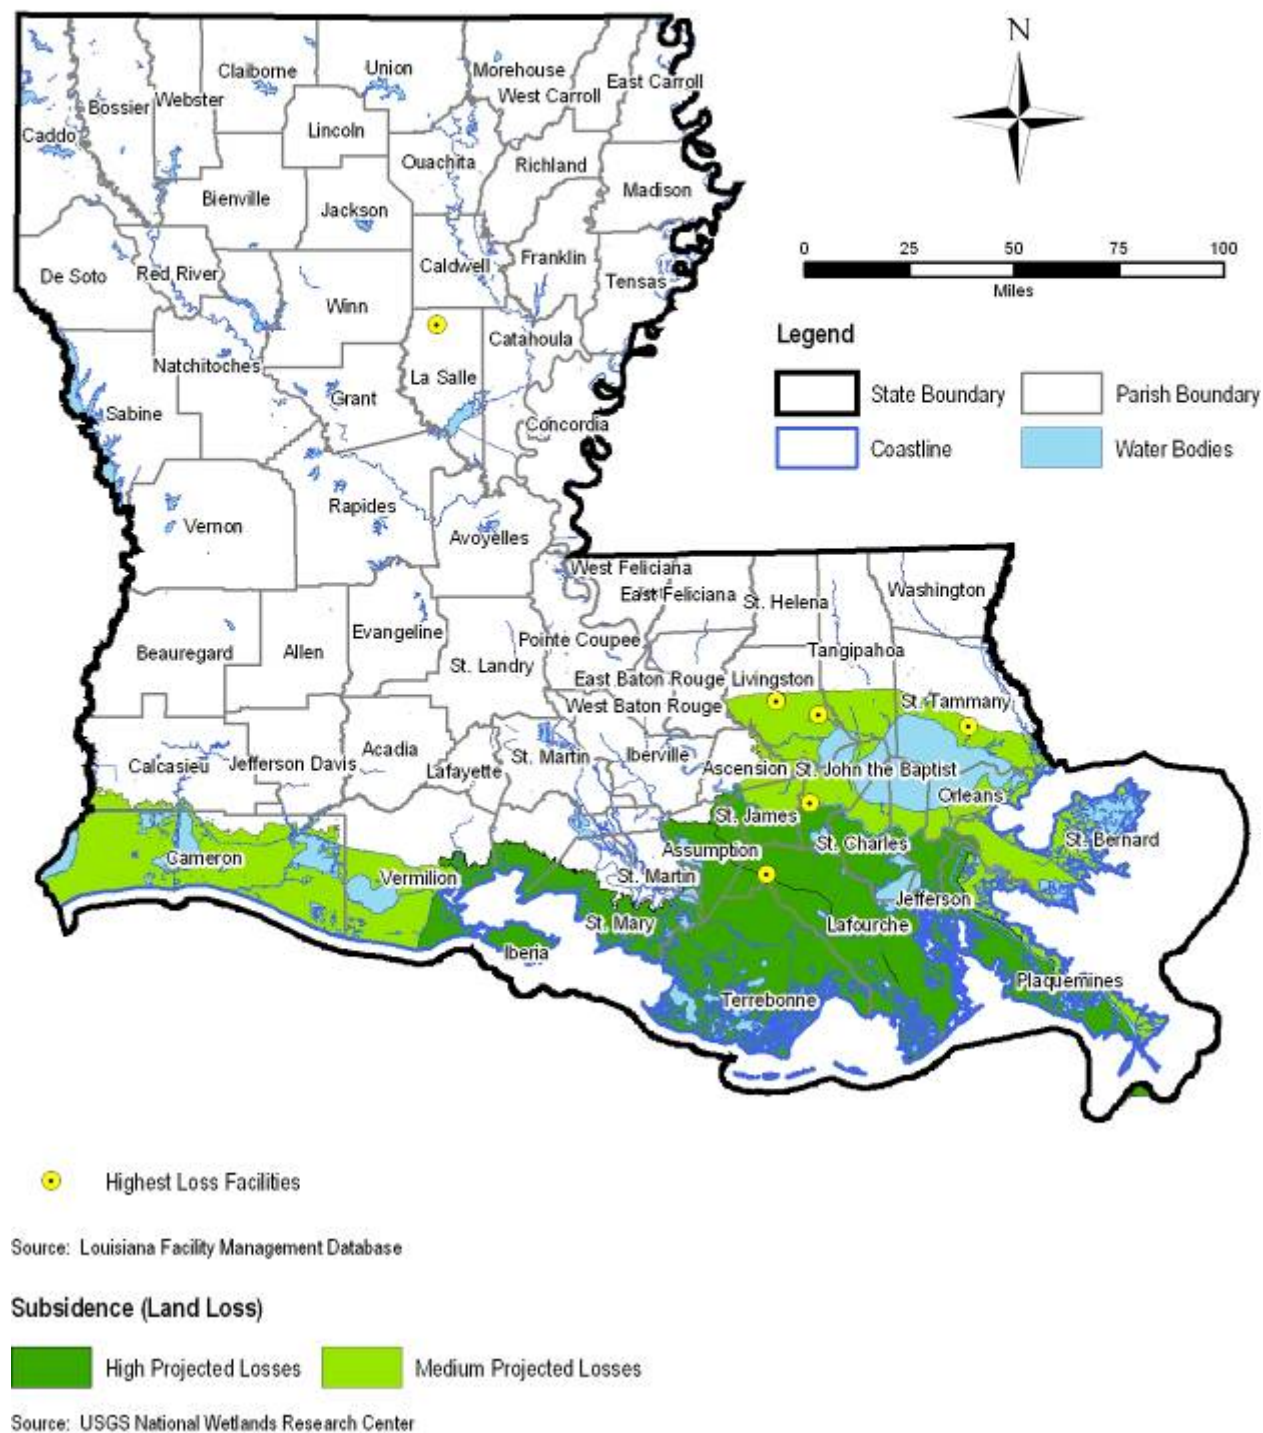 N
Claiborne
Union
Morehouse
East Carroll
Webster
West Carroll
Bossier
Caddo
Lincoln
Ouachita
Richland
Madison
Bienville
Jackson
De Soto
Red River
Caldwell
Franklin
Tensas
Winn
0 25 50 75 100
Miles
Natchitoches
Catahoula
La Salle
Grant
Sabine
Concordia
Legend
State Boundary
Parish Boundary
Coastline
Water Bodies
Rapides
Vernon
Avoyelles
West Feliciana
East Feliciana
St. Helena
Washington
Evangeline
Pointe Coupee
Beauregard
Allen
St. Landry
Tangipahoa
East Baton Rouge
Livingston
West Baton Rouge
St. Tammany
Acadia
St. Martin
Iberville
Calcasieu
Jefferson Davis
Lafayette
Ascension
St. John the Baptist
Orleans
St. James
St. Bernard
Cameron
Assumption
St. Charles
Vermilion
St. Martin
Jefferson
St. Mary
Lafourche
Iberia
Plaquemines
Terrebonne
Highest Loss Facilities
Source: Louisiana Facility Management Database
Subsidence (Land Loss)
High Projected Losses
Medium Projected Losses
Source: USGS National Wetlands Research Center